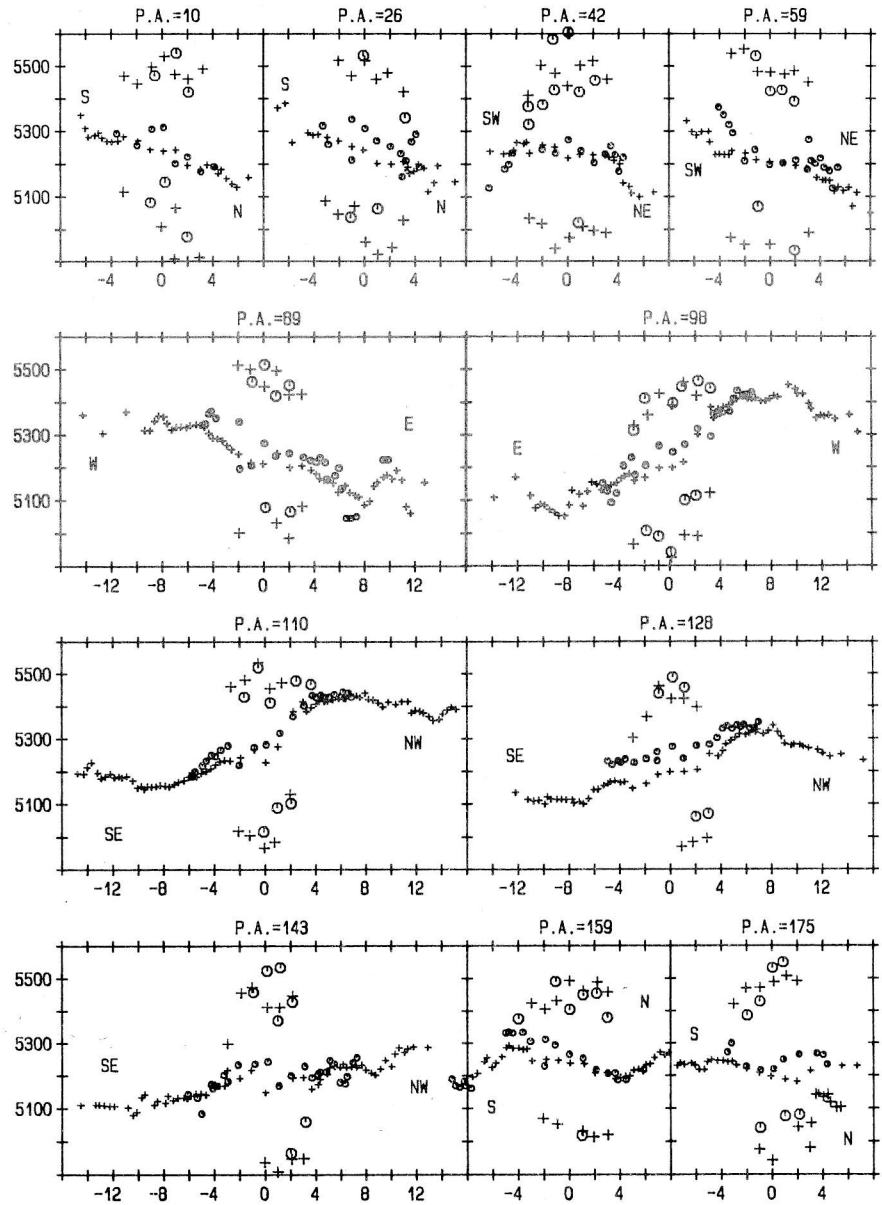 P.A.=10 P.A.=26 P.A.=42 P.A.=59
5500
5300
5100
S N S N SW NE SW NE
-4 0 4 -4 0 4 -4 0 4 -4 0 4
P.A.=89 P.A.=98
5500
5300
5100
W E E W
-12 -8 -4 0 4 8 12 -12 -8 -4 0 4 8 12
P.A.=110 P.A.=128
5500
5300
5100
SE NW SE NW
-12 -8 -4 0 4 8 12 -12 -8 -4 0 4 8 12
P.A.=143 P.A.=159 P.A.=175
5500
5300
5100
SE NW S N S N
-12 -8 -4 0 4 8 12 -4 0 4 -4 0 4